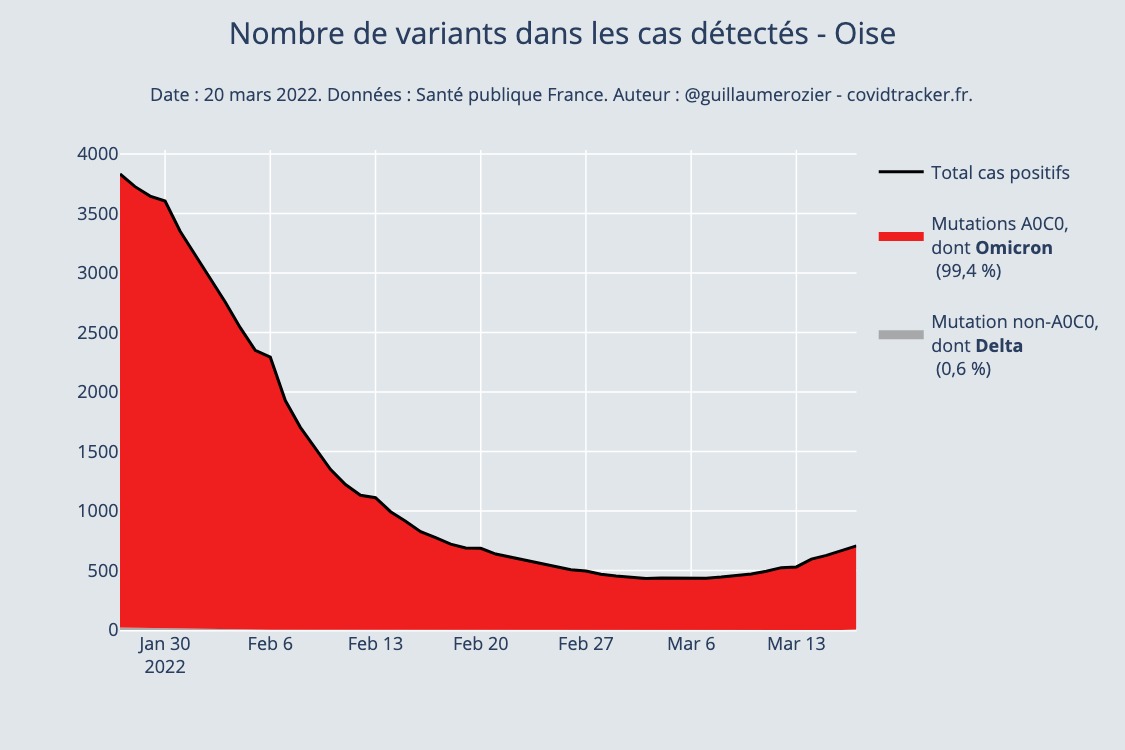 Nombre de variants dans les cas détectés - Oise
Date : 20 mars 2022. Données : Santé publique France. Auteur : @guillaumerozier - covidtracker.fr.
4000
3500
3000
2500
2000
1500
1000
500
0
Jan 30
2022
Feb 6
Feb 13
Feb 20
Feb 27
Mar 6
Mar 13
Total cas positifs
Mutations A0C0,
dont Omicron
(99,4 %)
Mutation non-A0C0,
dont Delta
(0,6 %)